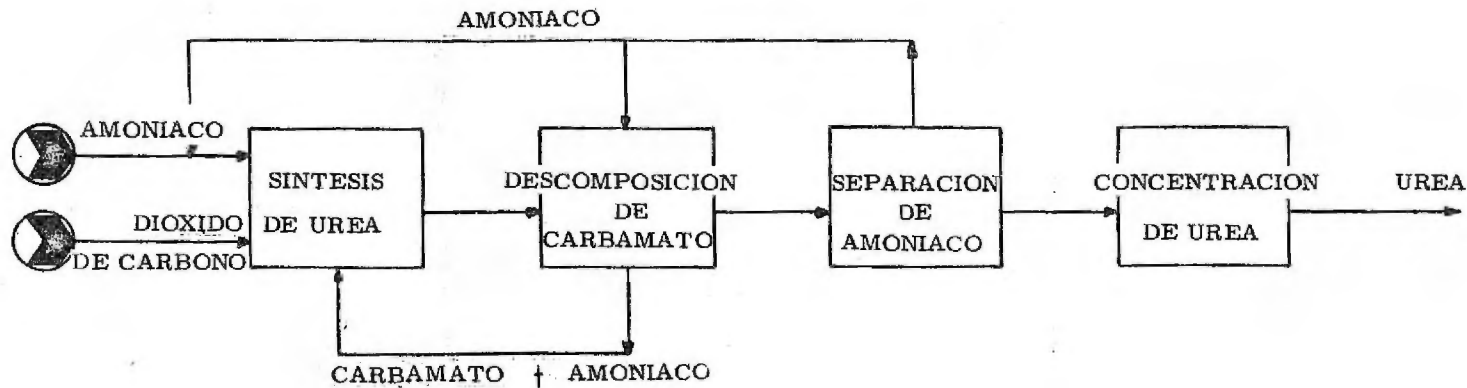 AMONIACO
AMONIACO
DIOXIDO
DE CARBONO
SINTESIS
DE UREA
DESCOMPOSICION
DE
CARBAMATO
SEPARACION
DE
AMONIACO
CONCENTRACION
DE UREA
UREA
CARBAMATO + AMONIACO